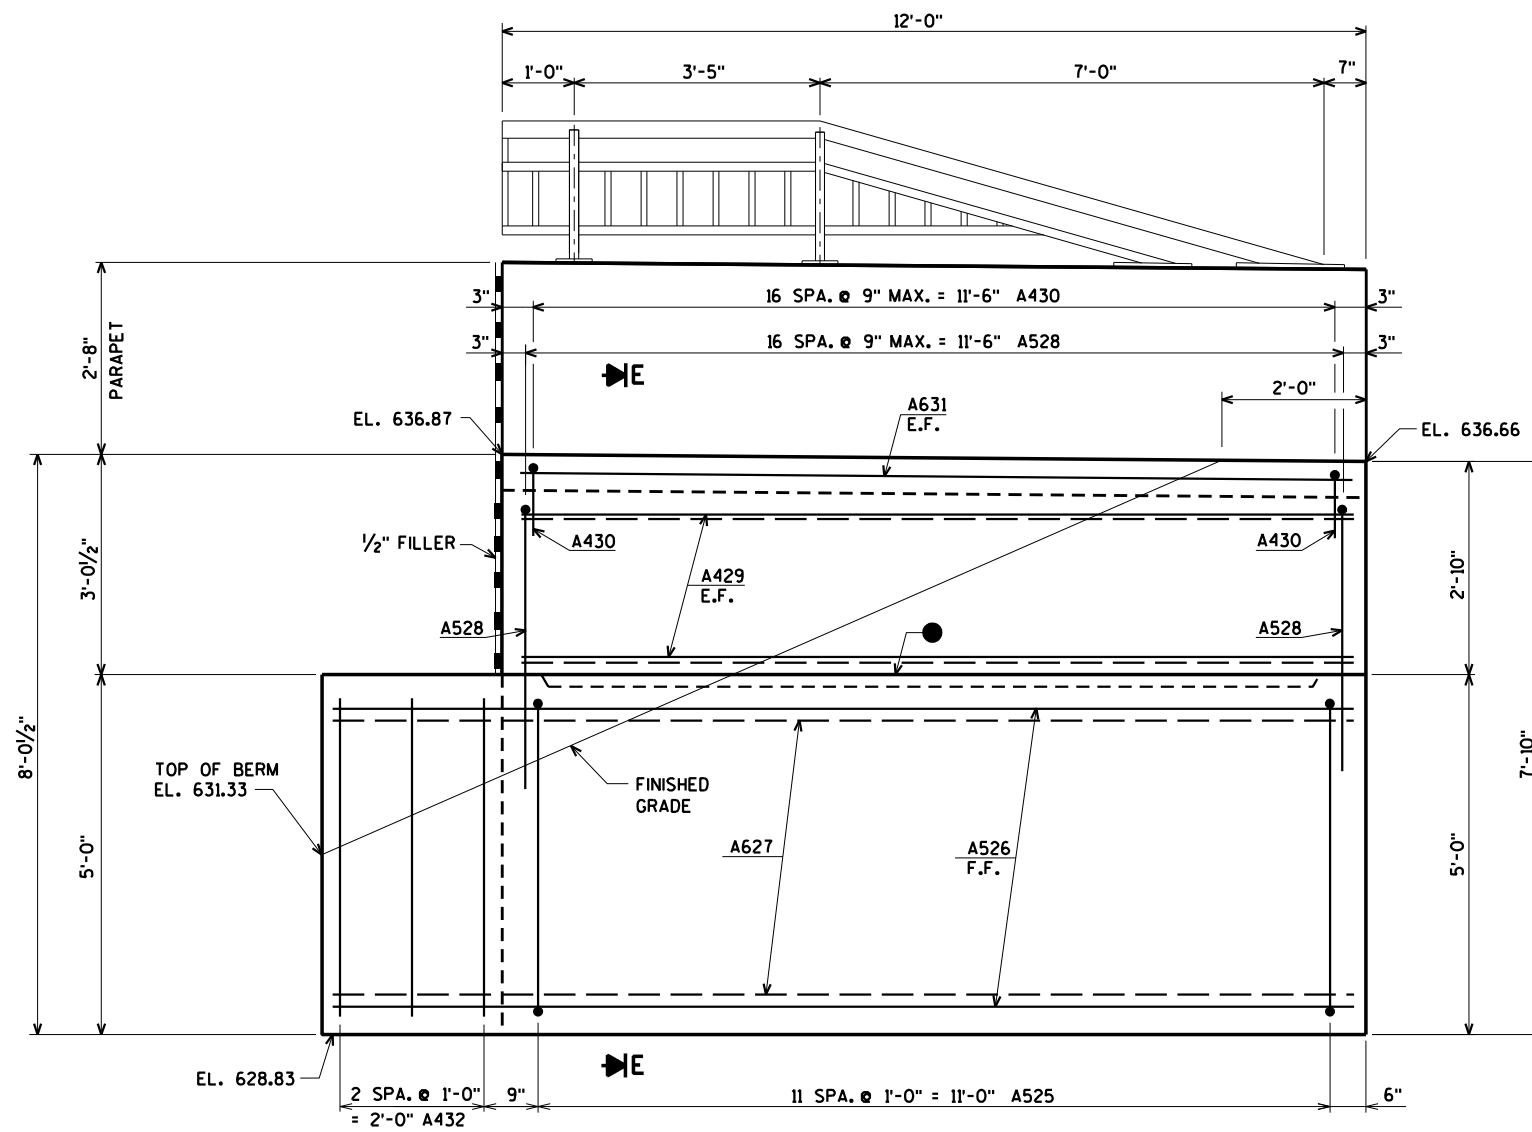 12'-0"
1'-0"
3'-5"
7'-0"
7"
3"
16 SPA. @ 9" MAX. = 11'-6" A430
3"
3"
16 SPA. @ 9" MAX. = 11'-6" A528
3"
2'-8"
PARAPET
E
2'-0"
A631
E.F.
EL. 636.87
EL. 636.66
1/2" FILLER
A430
A430
A429
E.F.
3'-0 1/2"
2'-10"
A528
A528
8'-0 1/2"
7'-10"
TOP OF BERM
EL. 631.33
FINISHED
GRADE
5'-0"
5'-0"
A627
A526
F.F.
E
EL. 628.83
2 SPA. @ 1'-0"
= 2'-0" A432
9"
11 SPA. @ 1'-0" = 11'-0" A525
6"